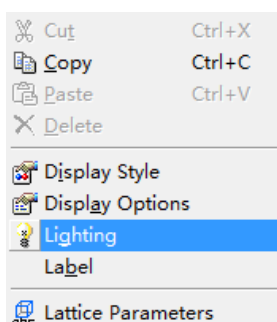 Cut Ctrl+X
Copy Ctrl+C
Paste Ctrl+V
Delete
Display Style
Display Options
Lighting
Label
Lattice Parameters